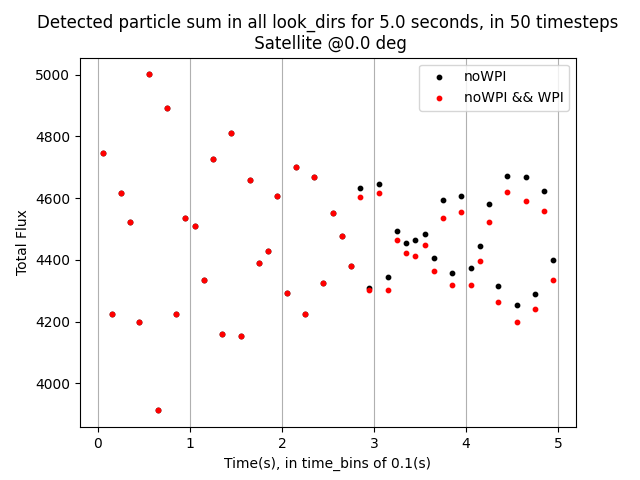 Detected particle sum in all look_dirs for 5.0 seconds, in 50 timesteps
Satellite @0.0 deg
noWPI
noWPI && WPI
5000
4800
4600
4400
4200
4000
Total Flux
0 1 2 3 4 5
Time(s), in time_bins of 0.1(s)